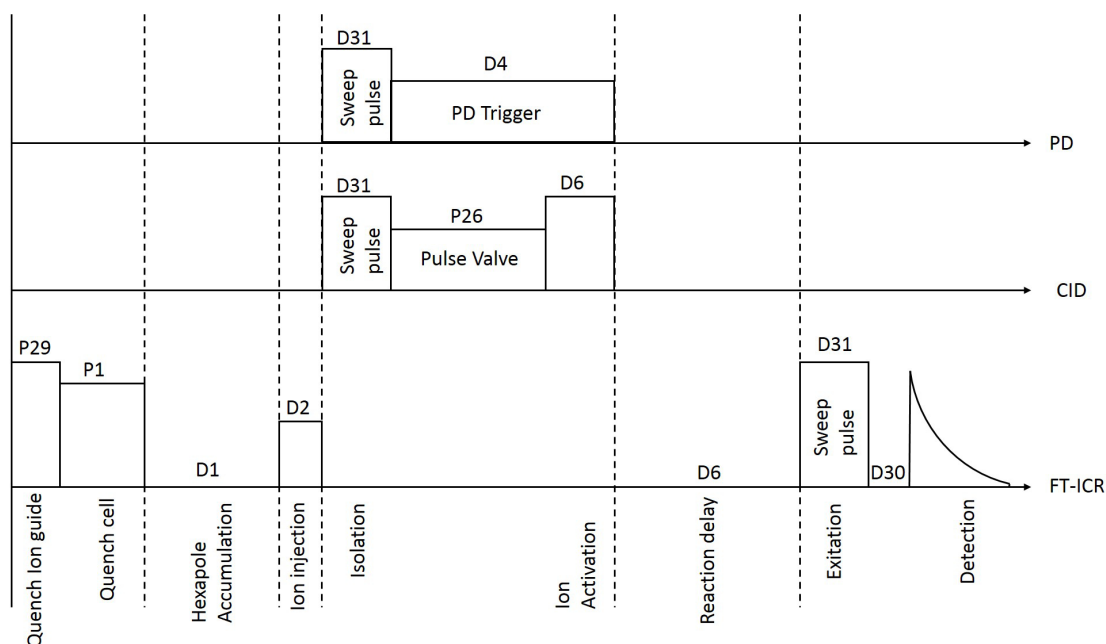 D31
D4
Sweep
pulse
PD Trigger
PD
D31
D6
P26
Sweep
pulse
Pulse Valve
CID
P29
P1
D2
D31
Sweep
pulse
D1
D6
D30
FT-ICR
Quench Ion guide
Quench cell
Hexapole
Accumulation
Ion injection
Isolation
Ion
Activation
Reaction delay
Exitation
Detection